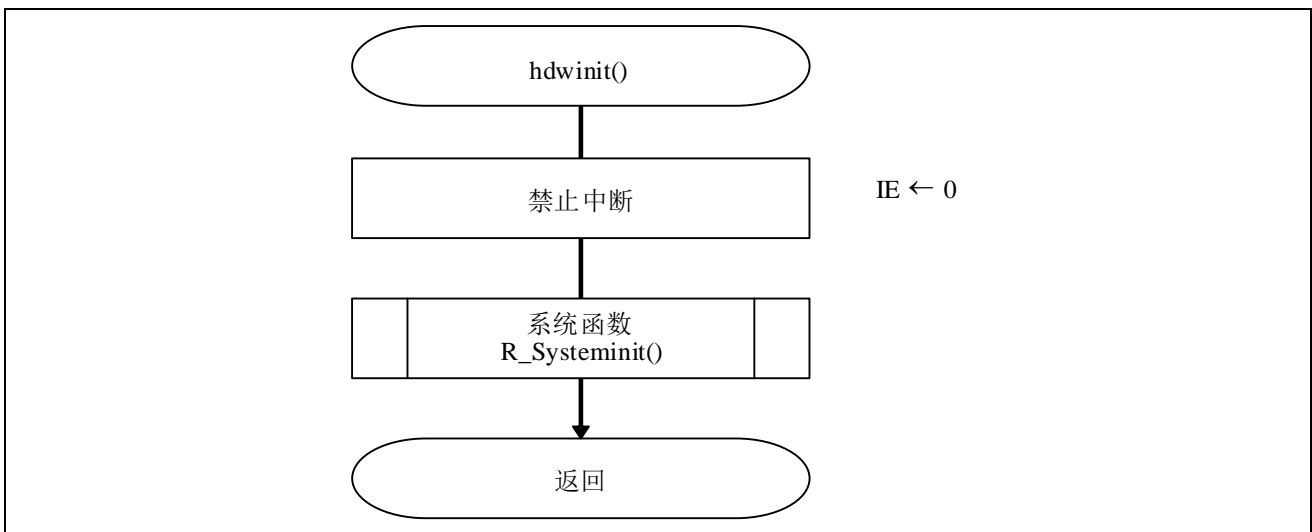 hdwinit()
禁止中断
IE ← 0
系统函数
R_Systeminit()
返回